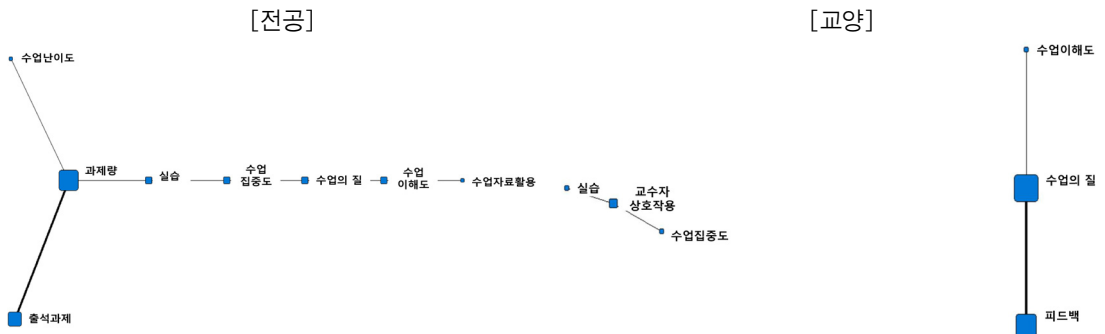 [전공]
[교양]
수업난이도
과제량
실습
수업
집중도
수업의 질
수업
이해도
수업자료활용
출석과제
실습
교수자
상호작용
수업집중도
수업이해도
수업의 질
피드백